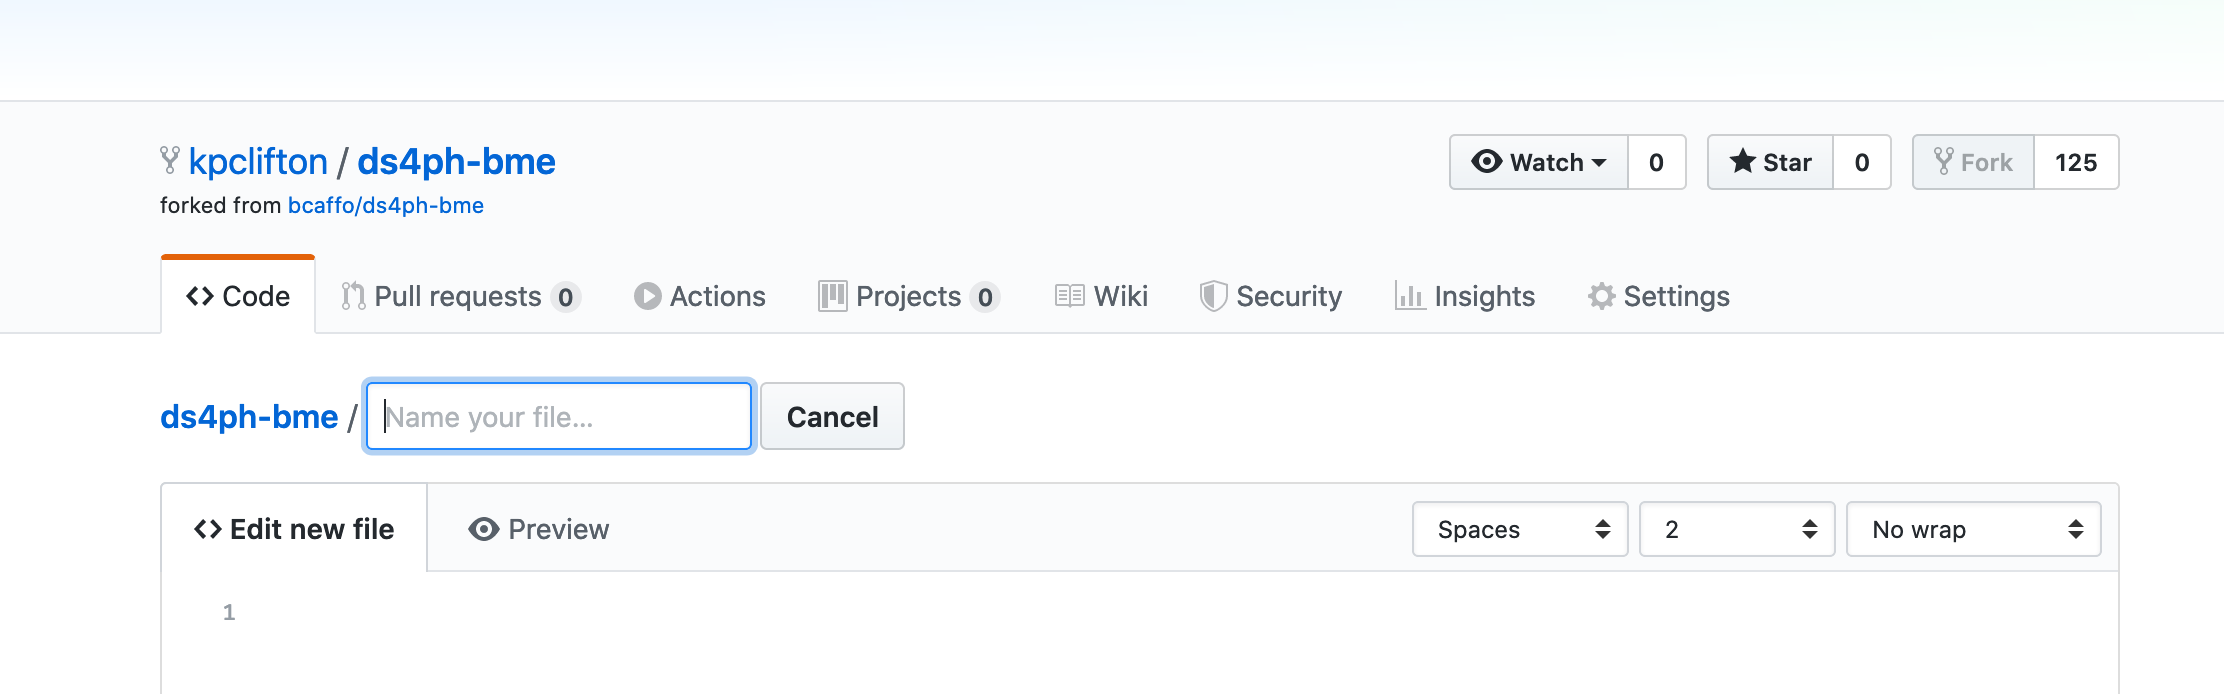 kpclifton / ds4ph-bme
Watch 0 Star 0 Fork 125
forked from bcaffo/ds4ph-bme
Code Pull requests 0 Actions Projects 0 Wiki Security Insights Settings
ds4ph-bme / Name your file... Cancel
Edit new file Preview Spaces 2 No wrap
1